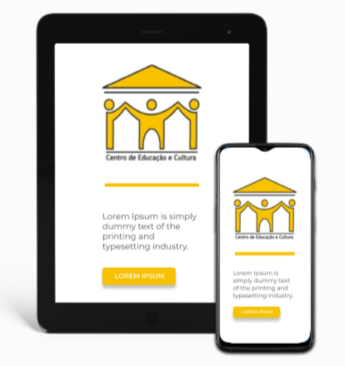 Centro de Educação e Cultura
Lorem Ipsum is simply
dummy text of the
printing and
typesetting industry.
LOREM IPSUM
Centro de Educação e Cultura
Lorem Ipsum is
simply dummy text
of the printing and
typesetting industry.
LOREM IPSUM